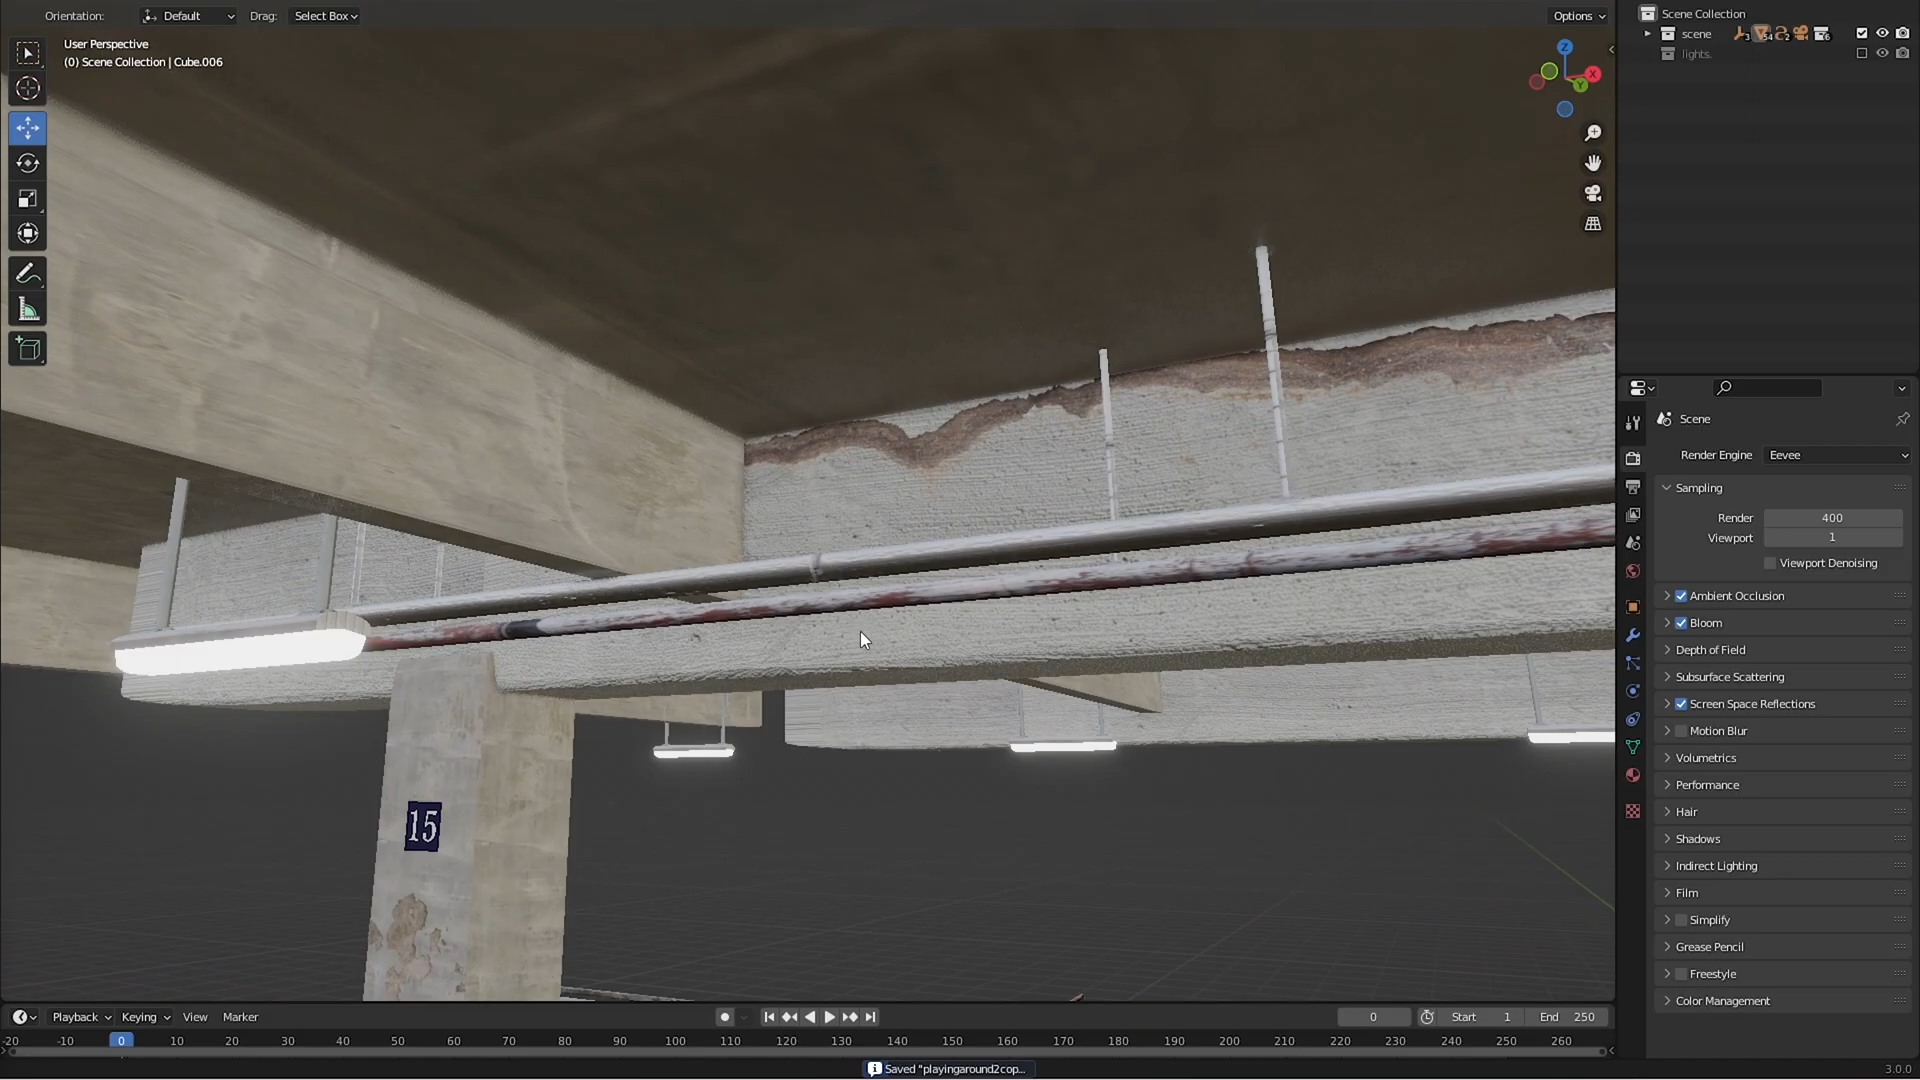 Orientation: Default Drag: Select Box Options
User Perspective
(0) Scene Collection | Cube.006
Z
X
Y
15
Scene Collection
scene 3 54 2 6
lights.
Scene
Render Engine Eevee
Sampling
Render 400
Viewport 1
Viewport Denoising
Ambient Occlusion
Bloom
Depth of Field
Subsurface Scattering
Screen Space Reflections
Motion Blur
Volumetrics
Performance
Hair
Shadows
Indirect Lighting
Film
Simplify
Grease Pencil
Freestyle
Color Management
Playback Keying View Marker 0 Start 1 End 250
-20 -10 0 10 20 30 40 50 60 70 80 90 100 110 120 130 140 150 160 170 180 190 200 210 220 230 240 250 260
Saved "playingaround2cop... 3.0.0